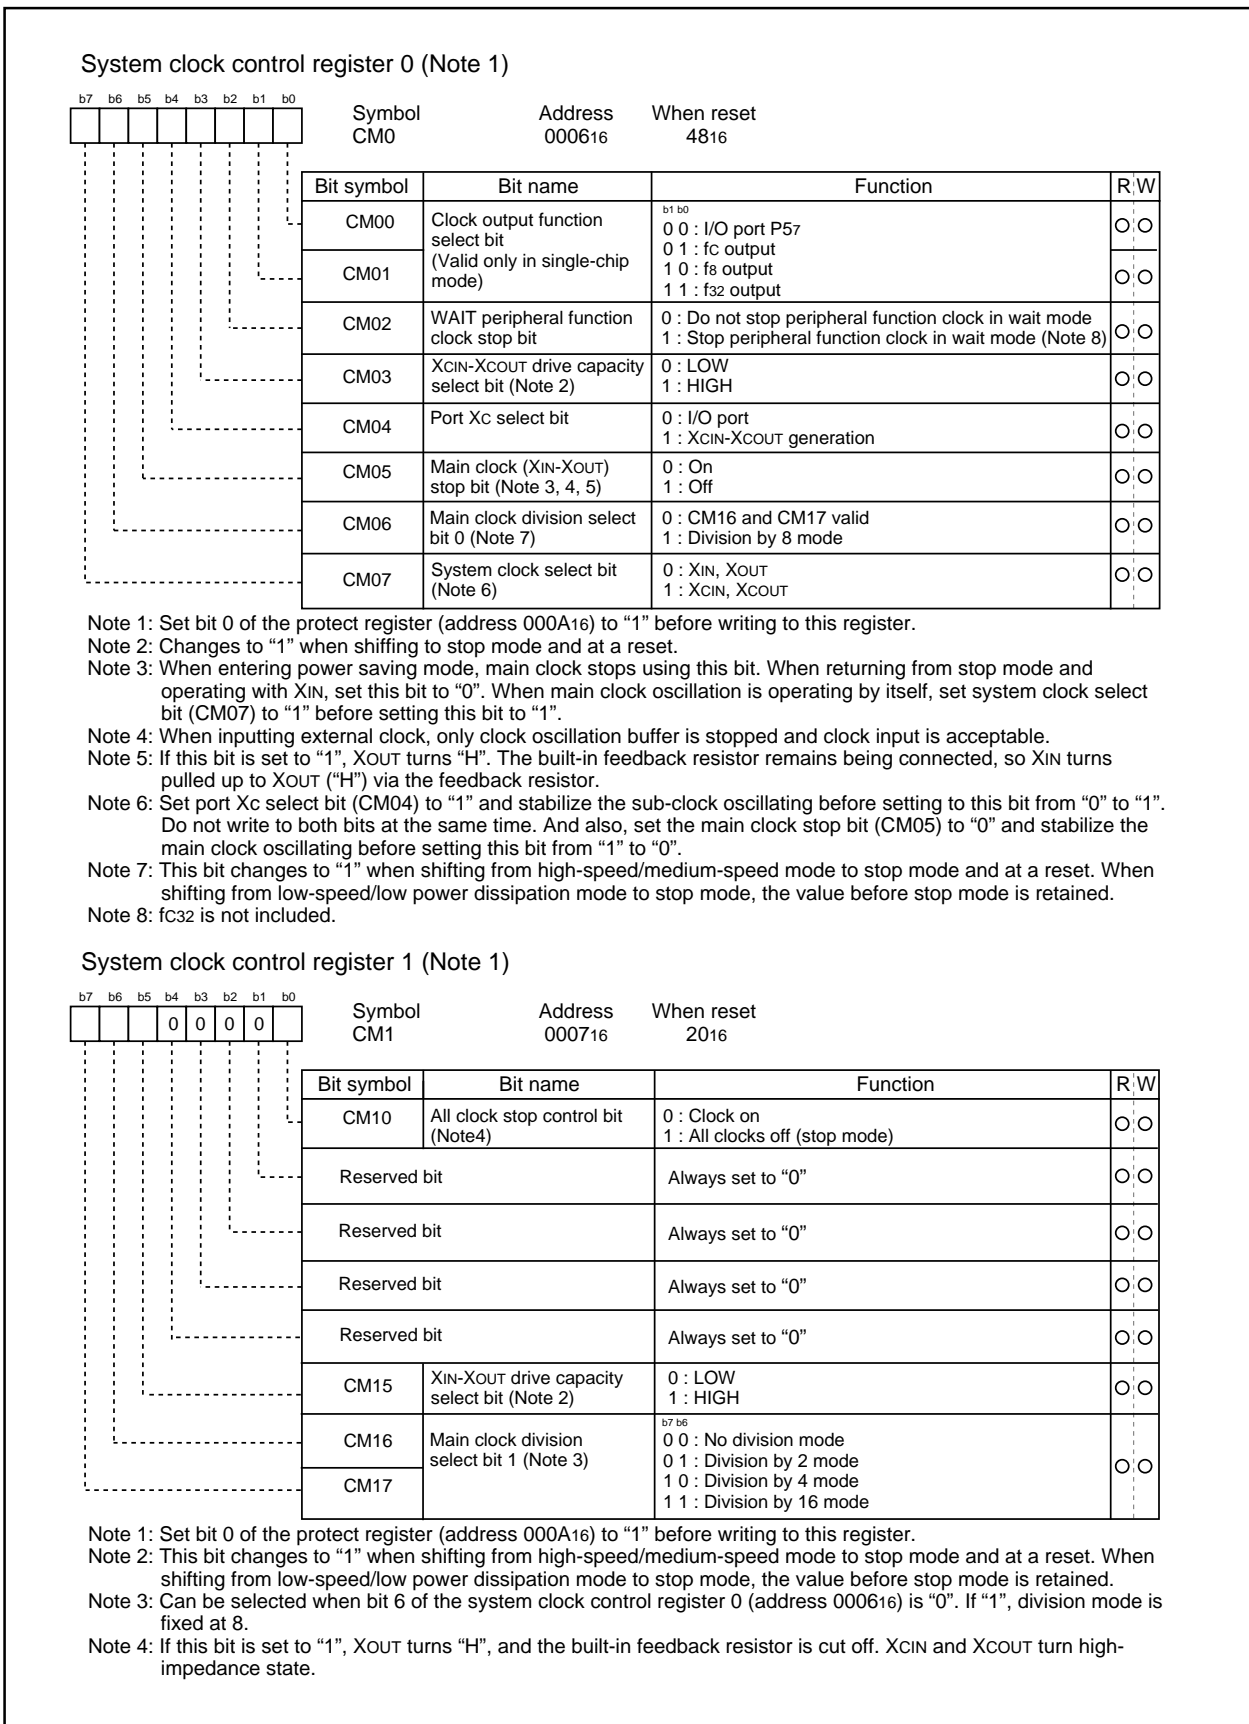 System clock control register 0 (Note 1)
b7 b6 b5 b4 b3 b2 b1 b0
Symbol Address When reset
CM0 000616 4816
Bit symbol Bit name Function R W
CM00 Clock output function select bit (Valid only in single-chip mode)
b1 b0
0 0 : I/O port P57
0 1 : fC output
1 0 : f8 output
1 1 : f32 output
CM01
CM02 WAIT peripheral function clock stop bit
0 : Do not stop peripheral function clock in wait mode
1 : Stop peripheral function clock in wait mode (Note 8)
CM03 XCIN-XCOUT drive capacity select bit (Note 2)
0 : LOW
1 : HIGH
CM04 Port XC select bit
0 : I/O port
1 : XCIN-XCOUT generation
CM05 Main clock (XIN-XOUT) stop bit (Note 3, 4, 5)
0 : On
1 : Off
CM06 Main clock division select bit 0 (Note 7)
0 : CM16 and CM17 valid
1 : Division by 8 mode
CM07 System clock select bit (Note 6)
0 : XIN, XOUT
1 : XCIN, XCOUT
Note 1: Set bit 0 of the protect register (address 000A16) to “1” before writing to this register.
Note 2: Changes to “1” when shiffing to stop mode and at a reset.
Note 3: When entering power saving mode, main clock stops using this bit. When returning from stop mode and
operating with XIN, set this bit to “0”. When main clock oscillation is operating by itself, set system clock select
bit (CM07) to “1” before setting this bit to “1”.
Note 4: When inputting external clock, only clock oscillation buffer is stopped and clock input is acceptable.
Note 5: If this bit is set to “1”, XOUT turns “H”. The built-in feedback resistor remains being connected, so XIN turns
pulled up to XOUT (“H”) via the feedback resistor.
Note 6: Set port Xc select bit (CM04) to “1” and stabilize the sub-clock oscillating before setting to this bit from “0” to “1”.
Do not write to both bits at the same time. And also, set the main clock stop bit (CM05) to “0” and stabilize the
main clock oscillating before setting this bit from “1” to “0”.
Note 7: This bit changes to “1” when shifting from high-speed/medium-speed mode to stop mode and at a reset. When
shifting from low-speed/low power dissipation mode to stop mode, the value before stop mode is retained.
Note 8: fC32 is not included.
System clock control register 1 (Note 1)
b7 b6 b5 b4 b3 b2 b1 b0
0 0 0 0
Symbol Address When reset
CM1 000716 2016
Bit symbol Bit name Function R W
CM10 All clock stop control bit (Note4)
0 : Clock on
1 : All clocks off (stop mode)
Reserved bit Always set to “0”
Reserved bit Always set to “0”
Reserved bit Always set to “0”
Reserved bit Always set to “0”
CM15 XIN-XOUT drive capacity select bit (Note 2)
0 : LOW
1 : HIGH
CM16 Main clock division select bit 1 (Note 3)
b7 b6
0 0 : No division mode
0 1 : Division by 2 mode
1 0 : Division by 4 mode
1 1 : Division by 16 mode
CM17
Note 1: Set bit 0 of the protect register (address 000A16) to “1” before writing to this register.
Note 2: This bit changes to “1” when shifting from high-speed/medium-speed mode to stop mode and at a reset. When
shifting from low-speed/low power dissipation mode to stop mode, the value before stop mode is retained.
Note 3: Can be selected when bit 6 of the system clock control register 0 (address 000616) is “0”. If “1”, division mode is
fixed at 8.
Note 4: If this bit is set to “1”, XOUT turns “H”, and the built-in feedback resistor is cut off. XCIN and XCOUT turn high-
impedance state.